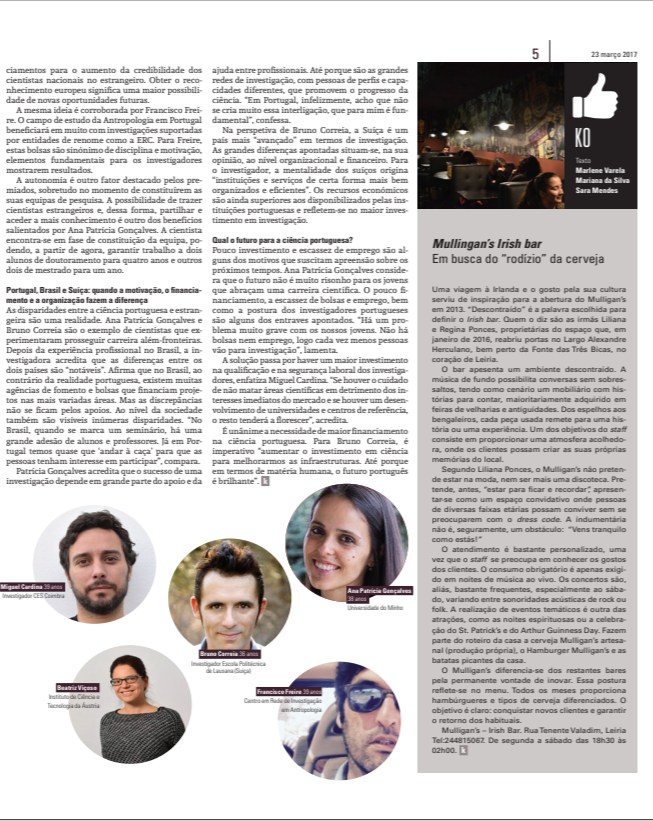 5
23 março 2017
ciamentos para o aumento da credibilidade dos
cientistas nacionais no estrangeiro. Obter o reco-
nhecimento europeu significa uma maior possibili-
dade de novas oportunidades futuras.
A mesma ideia é corroborada por Francisco Frei-
re. O campo de estudo da Antropologia em Portugal
beneficiará em muito com investigações suportadas
por entidades de renome como a ERC. Para Freire,
estas bolsas são sinónimo de disciplina e motivação,
elementos fundamentais para os investigadores
mostrarem resultados.
A autonomia é outro fator destacado pelos pre-
miados, sobretudo no momento de constituírem as
suas equipas de pesquisa. A possibilidade de trazer
cientistas estrangeiros e, dessa forma, partilhar e
aceder a mais conhecimento é outro dos benefícios
salientados por Ana Patrícia Gonçalves. A cientista
encontra-se em fase de constituição da equipa, po-
dendo, a partir de agora, garantir trabalho a dois
alunos de doutoramento para quatro anos e outros
dois de mestrado para um ano.
Portugal, Brasil e Suiça: quando a motivação, o financia-
mento e a organização fazem a diferença
As disparidades entre a ciência portuguesa e estran-
geira são uma realidade. Ana Patrícia Gonçalves e
Bruno Correia são o exemplo de cientistas que ex-
perimentaram prosseguir carreira além-fronteiras.
Depois da experiência profissional no Brasil, a in-
vestigadora acredita que as diferenças entre os
dois países são “notáveis”. Afirma que no Brasil, ao
contrário da realidade portuguesa, existem muitas
agências de fomento e bolsas que financiam proje-
tos nas mais variadas áreas. Mas as discrepâncias
não se ficam pelos apoios. Ao nível da sociedade
também são visíveis inúmeras disparidades. “No
Brasil, quando se marca um seminário, há uma
grande adesão de alunos e professores. Já em Por-
tugal temos quase que ‘andar à caça’ para que as
pessoas tenham interesse em participar”, compara.
Patrícia Gonçalves acredita que o sucesso de uma
investigação depende em grande parte do apoio e da
ajuda entre profissionais. Até porque são as grandes
redes de investigação, com pessoas de perfis e capa-
cidades diferentes, que promovem o progresso da
ciência. “Em Portugal, infelizmente, acho que não
se cria muito essa interligação, que para mim é fun-
damental”, confessa.
Na perspetiva de Bruno Correia, a Suíça é um
país mais “avançado” em termos de investigação.
As grandes diferenças apontadas situam-se, na sua
opinião, ao nível organizacional e financeiro. Para
o investigador, a mentalidade dos suíços origina
“instituições e serviços de certa forma mais bem
organizados e eficientes”. Os recursos económicos
são ainda superiores aos disponibilizados pelas ins-
tituições portuguesas e refletem-se no maior inves-
timento em investigação.
Qual o futuro para a ciência portuguesa?
Pouco investimento e escassez de emprego são al-
guns dos motivos que suscitam apreensão sobre os
próximos tempos. Ana Patrícia Gonçalves conside-
ra que o futuro não é muito risonho para os jovens
que abraçam uma carreira científica. O pouco fi-
nanciamento, a escassez de bolsas e emprego, bem
como a postura dos investigadores portugueses
são alguns dos entraves apontados. “Há um pro-
blema muito grave com os nossos jovens. Não há
bolsas nem emprego, logo cada vez menos pessoas
vão para investigação”, lamenta.
A solução passa por haver um maior investimento
na qualificação e na segurança laboral dos investiga-
dores, enfatiza Miguel Cardina. “Se houver o cuidado
de não matar áreas científicas em detrimento dos in-
teresses imediatos do mercado e se houver um desen-
volvimento de universidades e centros de referência,
o resto tenderá a florescer”, acredita.
É unânime a necessidade de maior financiamento
na ciência portuguesa. Para Bruno Correia, é
imperativo “aumentar o investimento em ciência
para melhorarmos as infraestruturas. Até porque
em termos de matéria humana, o futuro português
é brilhante”. k
Miguel Cardina 39 anos
Investigador CES Coimbra
Bruno Correia 36 anos
Investigador Escola Politécnica
de Lausana (Suíça)
Ana Patrícia Gonçalves
38 anos
Universidade do Minho
Beatriz Viçoso
Instituto de Ciência e
Tecnologia da Áustria
Francisco Freire 39 anos
Centro em Rede de Investigação
em Antropologia
KO
Texto
Marlene Varela
Mariana da Silva
Sara Mendes
Mullingan's Irish bar
Em busca do “rodízio” da cerveja
Uma viagem à Irlanda e o gosto pela sua cultura
serviu de inspiração para a abertura do Mulligan's
em 2013. “Descontraído” é a palavra escolhida para
definir o Irish bar. Quem o diz são as irmãs Liliana
e Regina Ponces, proprietárias do espaço que, em
janeiro de 2016, reabriu portas no Largo Alexandre
Herculano, bem perto da Fonte das Três Bicas, no
coração de Leiria.
O bar apresenta um ambiente descontraído. A
música de fundo possibilita conversas sem sobres-
saltos, tendo como cenário um mobiliário com his-
tórias para contar, maioritariamente adquirido em
feiras de velharias e antiguidades. Dos espelhos aos
bengaleiros, cada peça usada remete para uma his-
tória ou uma experiência. Um dos objetivos do staff
consiste em proporcionar uma atmosfera acolhedo-
ra, onde os clientes possam criar as suas próprias
memórias do local.
Segundo Liliana Ponces, o Mulligan's não preten-
de estar na moda, nem ser mais uma discoteca. Pre-
tende, antes, “estar para ficar e recordar”, apresen-
tar-se como um espaço convidativo onde pessoas
de diversas faixas etárias possam conviver sem se
preocuparem com o dress code. A indumentária
não é, seguramente, um obstáculo: “Vens tranquilo
como estás!”
O atendimento é bastante personalizado, uma
vez que o staff se preocupa em conhecer os gostos
dos clientes. O consumo obrigatório é apenas exigi-
do em noites de música ao vivo. Os concertos são,
aliás, bastante frequentes, especialmente ao sába-
do, variando entre sonoridades acústicas de rock ou
folk. A realização de eventos temáticos é outra das
atrações, como as noites espirituosas ou a celebra-
ção do St. Patrick's e do Arthur Guinness Day. Fazem
parte do roteiro da casa a cerveja Mulligan's artesa-
nal (produção própria), o Hamburger Mulligan's e as
batatas picantes da casa.
O Mulligan's diferencia-se dos restantes bares
pela permanente vontade de inovar. Essa postura
reflete-se no menu. Todos os meses proporciona
hambúrgueres e tipos de cerveja diferenciados. O
objetivo é claro: conquistar novos clientes e garantir
o retorno dos habituais.
Mulligan's – Irish Bar. Rua Tenente Valadim, Leiria
Tel:244815067. De segunda a sábado das 18h30 às
02h00. k